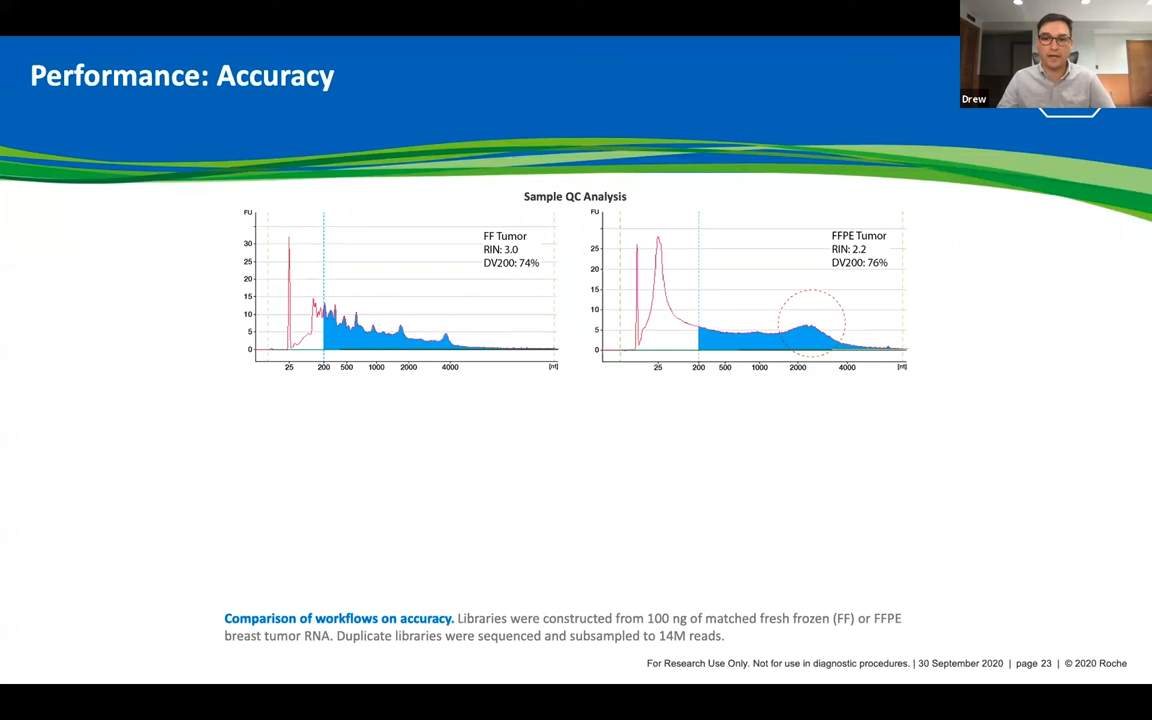 Drew
Performance: Accuracy
Sample QC Analysis
FU
30
25
20
15
10
5
0
25 200 500 1000 2000 4000 [nt]
FF Tumor
RIN: 3.0
DV200: 74%
FU
25
20
15
10
5
0
25 200 500 1000 2000 4000 [nt]
FFPE Tumor
RIN: 2.2
DV200: 76%
Comparison of workflows on accuracy. Libraries were constructed from 100 ng of matched fresh frozen (FF) or FFPE
breast tumor RNA. Duplicate libraries were sequenced and subsampled to 14M reads.
For Research Use Only. Not for use in diagnostic procedures. | 30 September 2020 | page 23 | © 2020 Roche